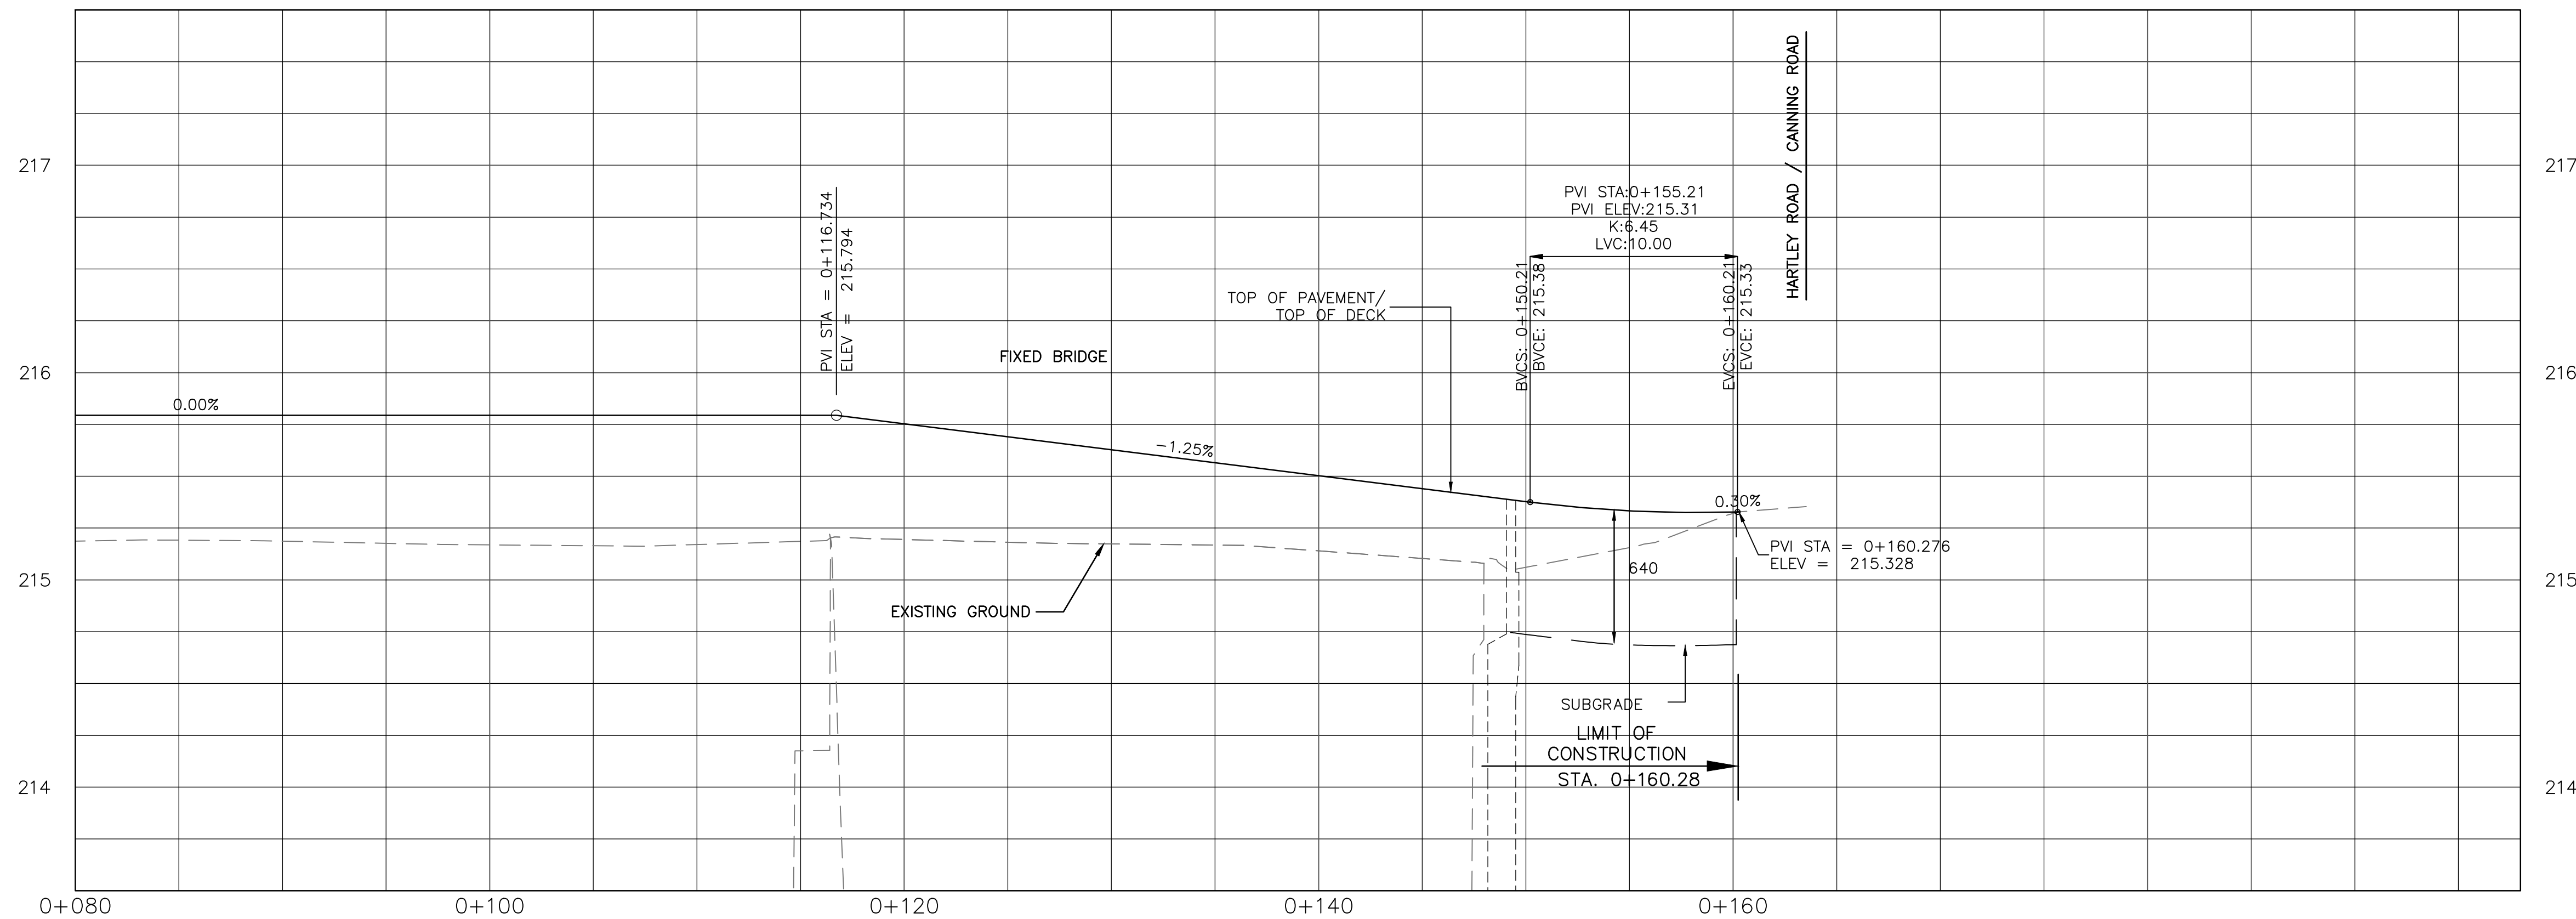 HARTLEY ROAD / CANNING ROAD
217
217
PVI STA = 0+116.734
ELEV = 215.794
PVI STA:0+155.21
PVI ELEV:215.31
K:6.45
LVC:10.00
BVCS: 0+150.21
BVCE: 215.38
EVCS: 0+160.21
EVCE: 215.33
TOP OF PAVEMENT/
TOP OF DECK
FIXED BRIDGE
216
216
0.00%
-1.25%
0.30%
PVI STA = 0+160.276
ELEV = 215.328
640
215
215
EXISTING GROUND
SUBGRADE
LIMIT OF
CONSTRUCTION
STA. 0+160.28
214
214
0+080
0+100
0+120
0+140
0+160